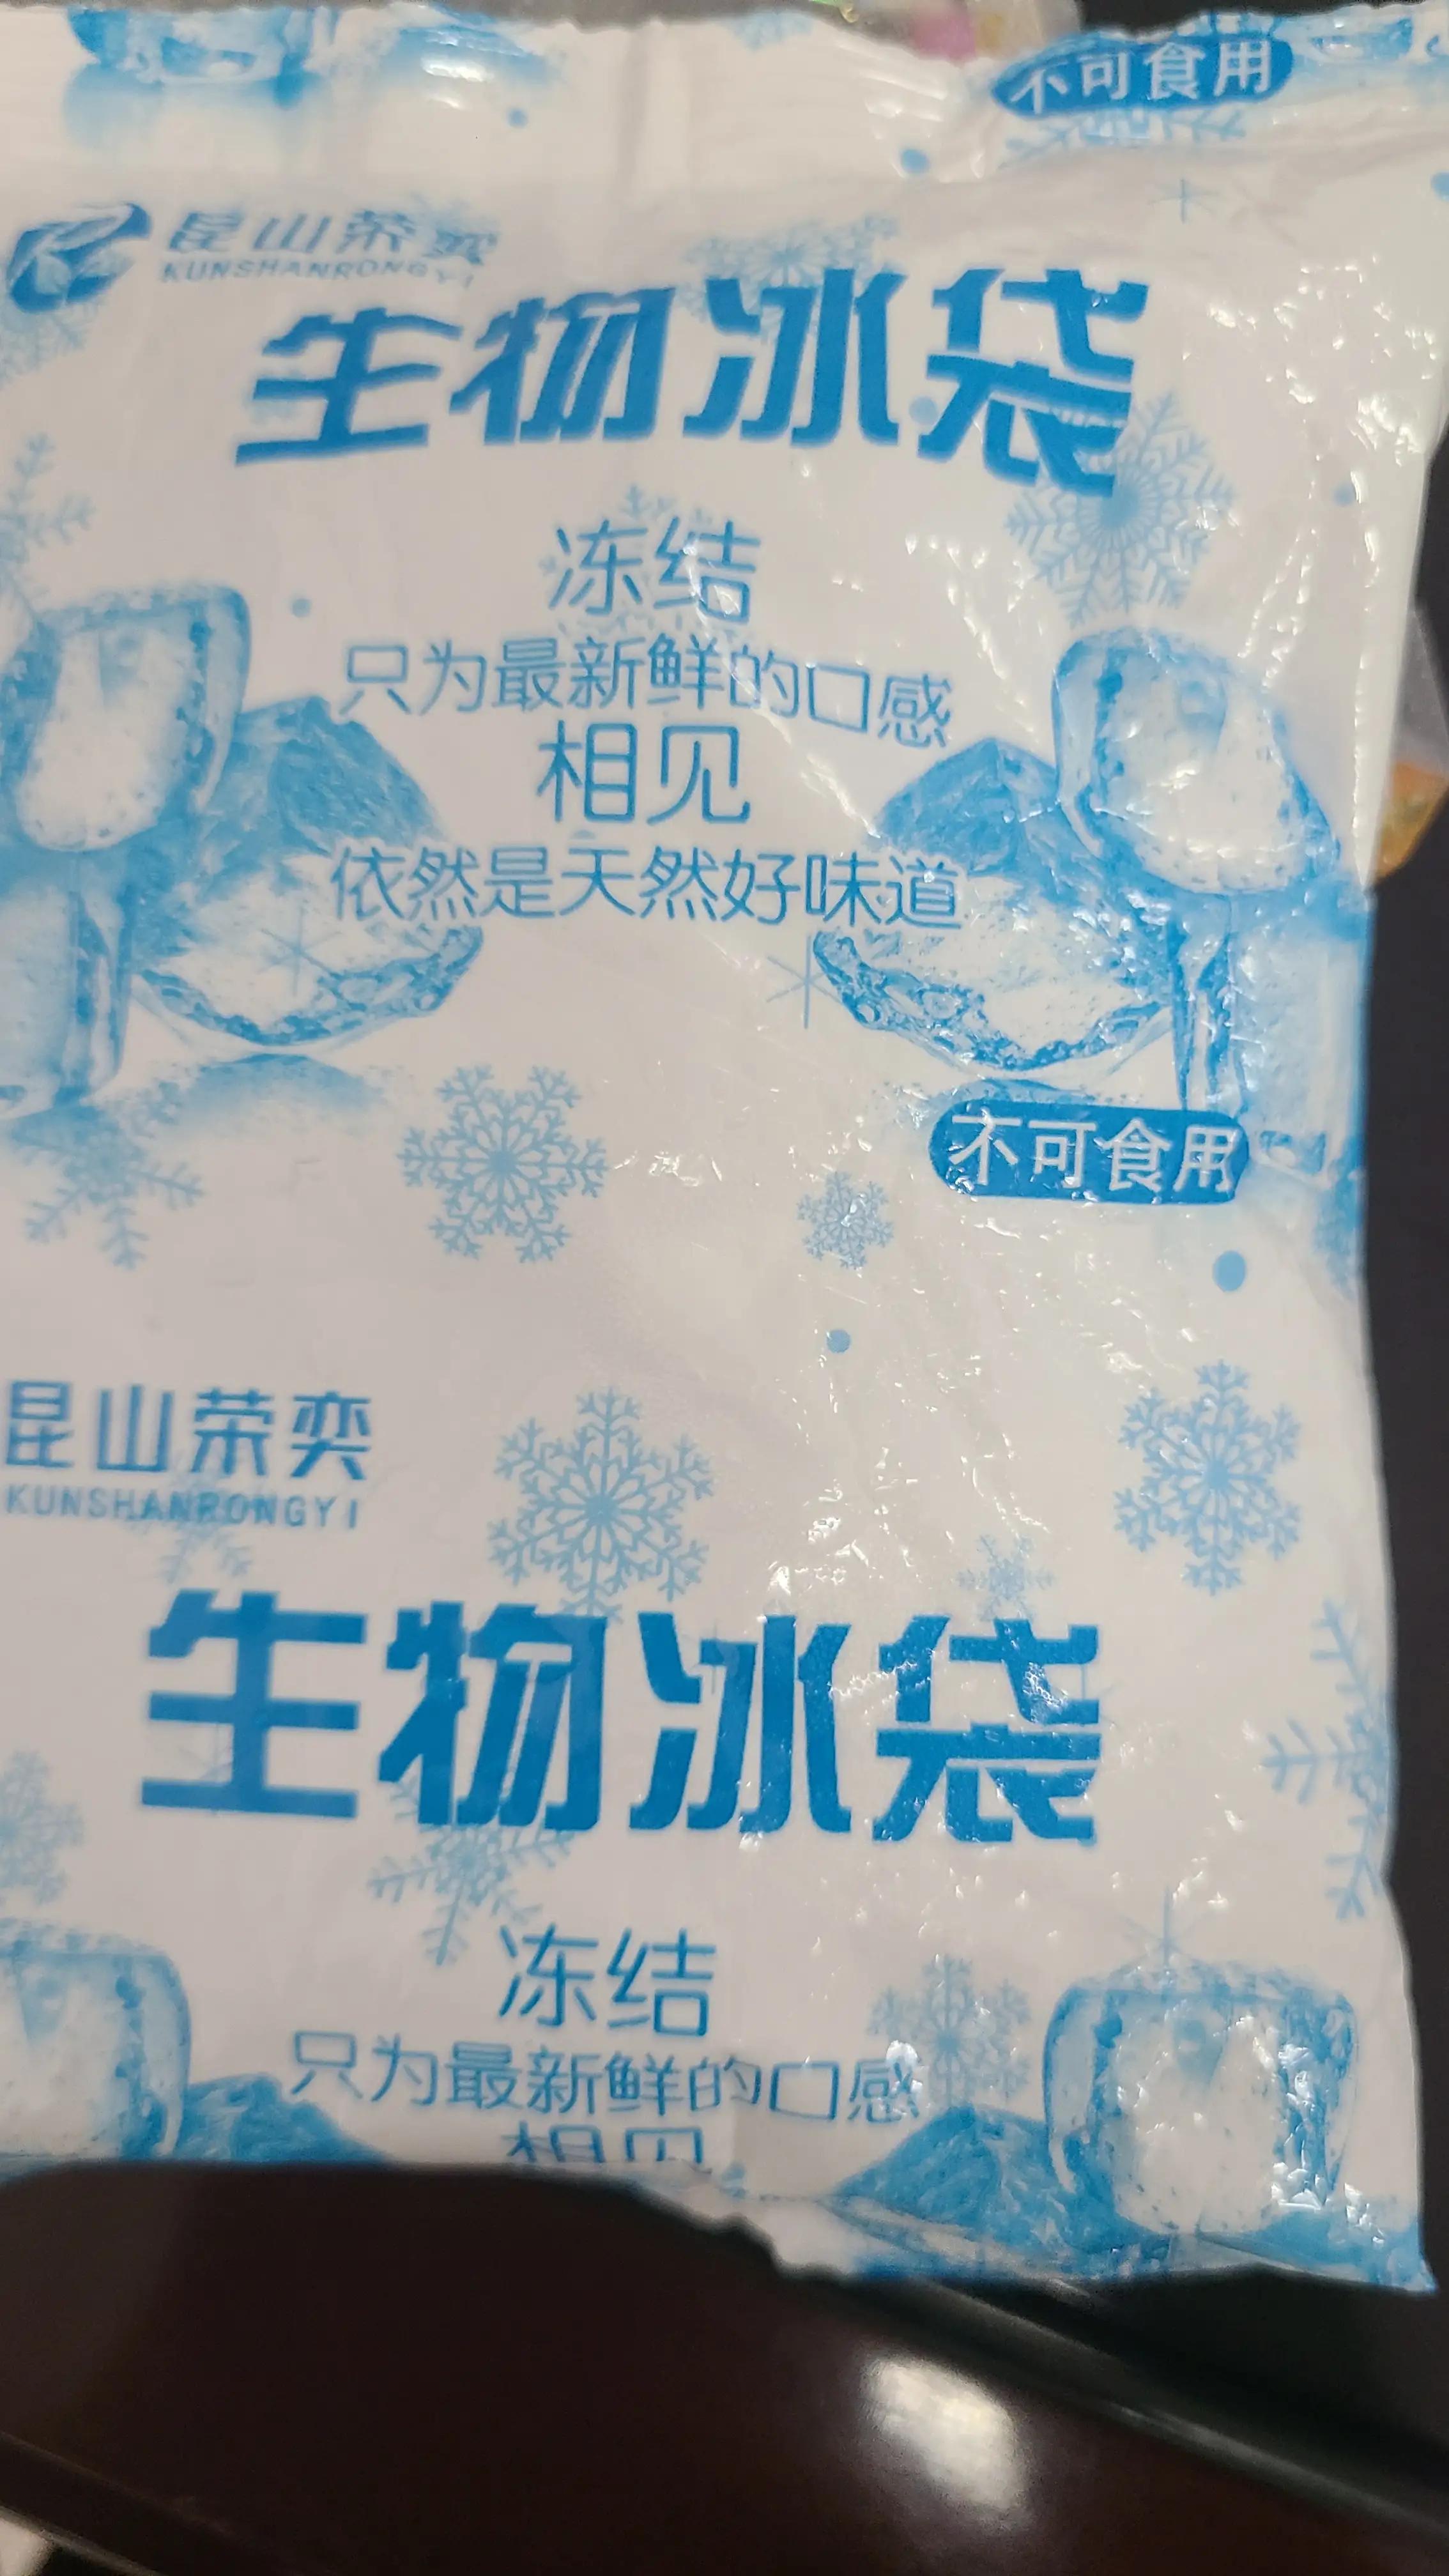 不可食用
昆山荣奕
KUNSHANRONGYI
生物冰袋
冻结
只为最新鲜的口感
相见
依然是天然好味道
不可食用
昆山荣奕
KUNSHANRONGYI
生物冰袋
冻结
只为最新鲜的口感
相见